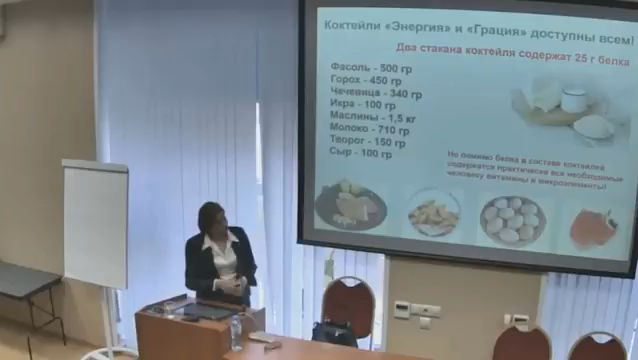 Коктейли «Энергия» и «Грация» доступны всем!
Два стакана коктейля содержат 25 г белка
Фасоль - 500 гр
Горох - 450 гр
Чечевица - 340 гр
Икра - 100 гр
Маслины - 1,5 кг
Молоко - 710 гр
Творог - 150 гр
Сыр - 100 гр
Но помимо белка в составе коктейлей
содержатся практически все необходимые
человеку витамины и микроэлементы!